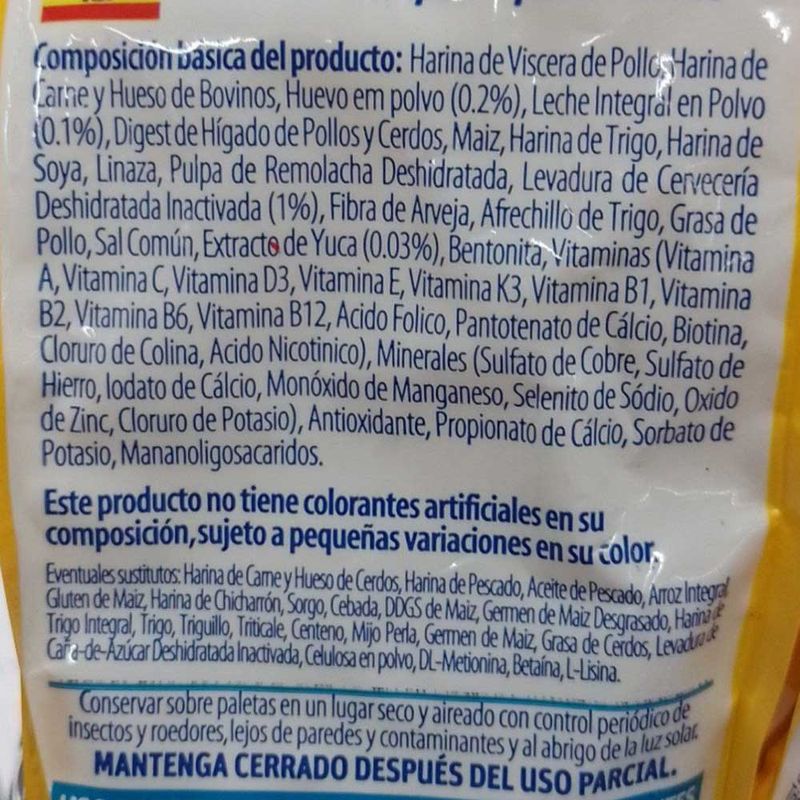 Composición básica del producto: Harina de Viscera de Pollo, Harina de
Carne y Hueso de Bovinos, Huevo em polvo (0.2%), Leche Integral en Polvo
(0.1%), Digest de Hígado de Pollos y Cerdos, Maiz, Harina de Trigo, Harina de
Soya, Linaza, Pulpa de Remolacha Deshidratada, Levadura de Cervecería
Deshidratada Inactivada (1%), Fibra de Arveja, Afrechillo de Trigo, Grasa de
Pollo, Sal Común, Extracto de Yuca (0.03%), Bentonita, Vitaminas (Vitamina
A, Vitamina C, Vitamina D3, Vitamina E, Vitamina K3, Vitamina B1, Vitamina
B2, Vitamina B6, Vitamina B12, Acido Folico, Pantotenato de Cálcio, Biotina,
Cloruro de Colina, Acido Nicotinico), Minerales (Sulfato de Cobre, Sulfato de
Hierro, Iodato de Cálcio, Monóxido de Manganeso, Selenito de Sódio, Oxido
de Zinc, Cloruro de Potasio), Antioxidante, Propionato de Cálcio, Sorbato de
Potasio, Mananoligosacaridos.
Este producto no tiene colorantes artificiales en su
composición, sujeto a pequeñas variaciones en su color.
Eventuales sustitutos: Harina de Carne y Hueso de Cerdos, Harina de Pescado, Aceite de Pescado, Arroz Integral
Gluten de Maiz, Harina de Chicharrón, Sorgo, Cebada, DDGS de Maiz, Germen de Maiz Desgrasado, Harina de
Trigo Integral, Trigo, Triguillo, Triticale, Centeno, Mijo Perla, Germen de Maiz, Grasa de Cerdos, Levadura de
Caña-de-Azúcar Deshidratada Inactivada, Celulosa en polvo, DL-Metionina, Betaína, L-Lisina.
Conservar sobre paletas en un lugar seco y aireado con control periódico de
insectos y roedores, lejos de paredes y contaminantes y al abrigo de la luz solar.
MANTENGA CERRADO DESPUÉS DEL USO PARCIAL.